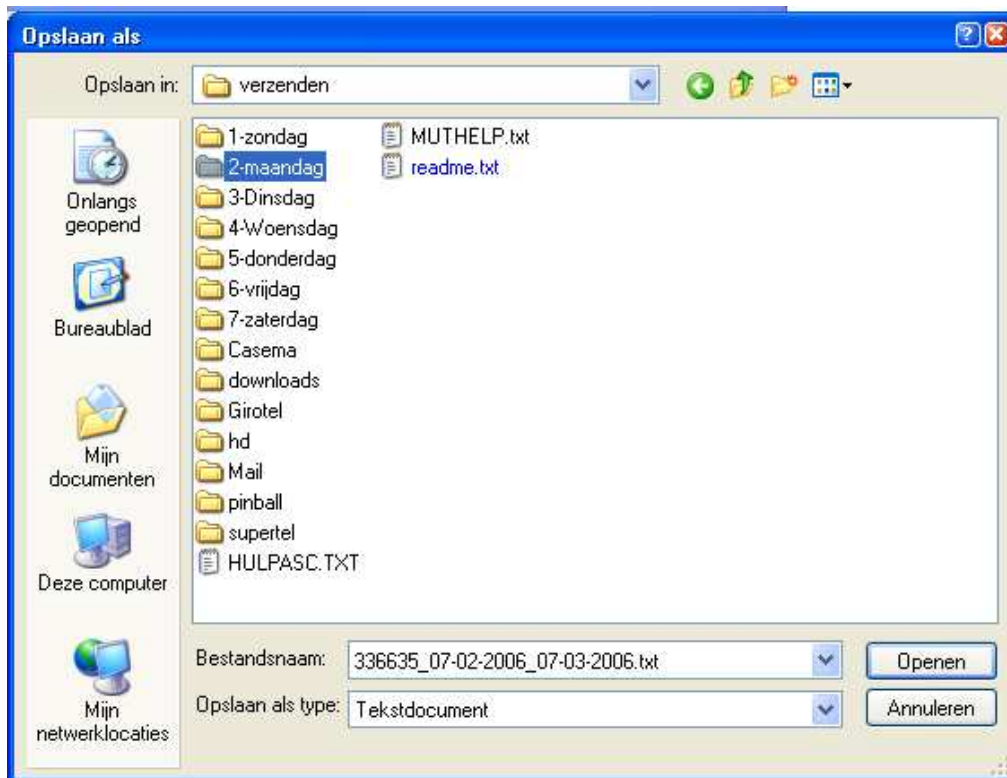 Opslaan als
Opslaan in:
verzenden
Onlangs
geopend
Bureaublad
Mijn
documenten
Deze computer
Mijn
netwerklocaties
1-zondag
2-maandag
3-Dinsdag
4-Woensdag
5-donderdag
6-vrijdag
7-zaterdag
Casema
downloads
Girotel
hd
Mail
pinball
supertel
HULPASC.TXT
MUTHELP.txt
readme.txt
Bestandsnaam:
336635_07-02-2006_07-03-2006.txt
Openen
Opslaan als type:
Tekstdocument
Annuleren